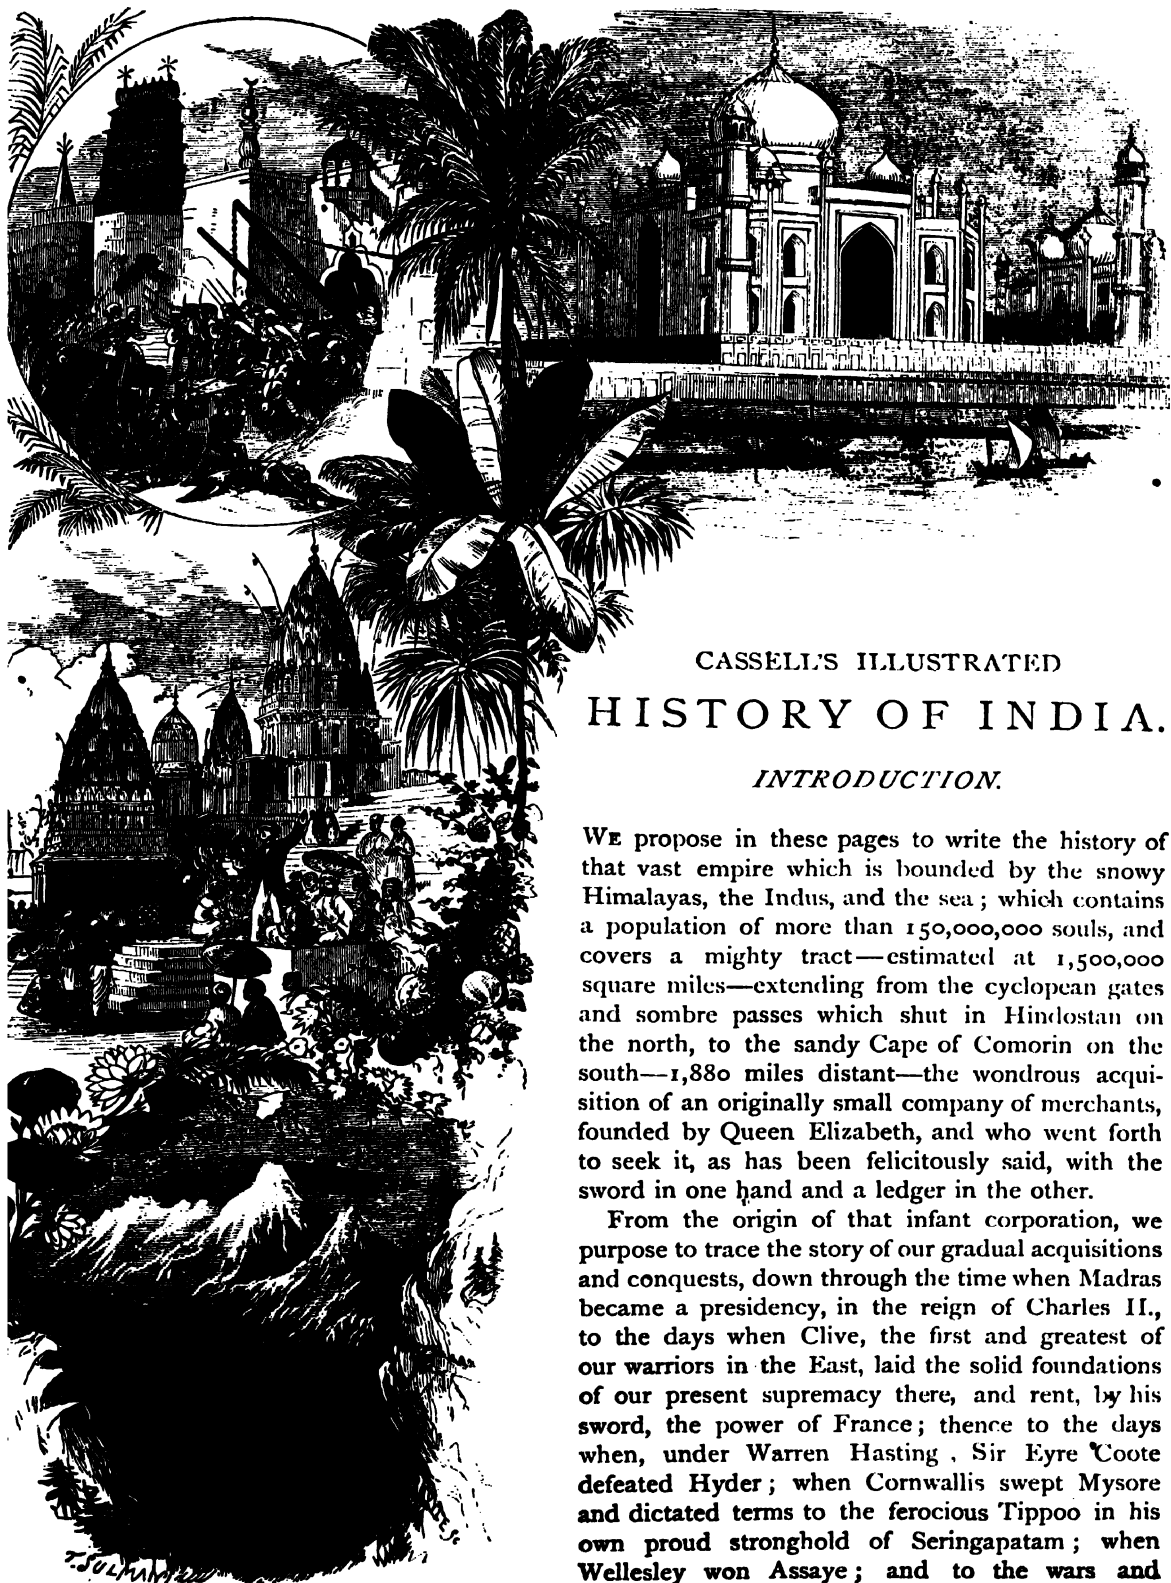 CASSELL'S ILLUSTRATED
HISTORY OF INDIA.
INTRODUCTION.
WE propose in these pages to write the history of
that vast empire which is bounded by the snowy
Himalayas, the Indus, and the sea; which contains
a population of more than 150,000,000 souls, and
covers a mighty tract—estimated at 1,500,000
square miles—extending from the cyclopean gates
and sombre passes which shut in Hindostan on
the north, to the sandy Cape of Comorin on the
south—1,880 miles distant—the wondrous acqui-
sition of an originally small company of merchants,
founded by Queen Elizabeth, and who went forth
to seek it, as has been felicitously said, with the
sword in one hand and a ledger in the other.
From the origin of that infant corporation, we
purpose to trace the story of our gradual acquisitions
and conquests, down through the time when Madras
became a presidency, in the reign of Charles II.,
to the days when Clive, the first and greatest of
our warriors in the East, laid the solid foundations
of our present supremacy there, and rent, by his
sword, the power of France; thence to the days
when, under Warren Hasting , Sir Eyre Coote
defeated Hyder; when Cornwallis swept Mysore
and dictated terms to the ferocious Tippoo in his
own proud stronghold of Seringapatam; when
Wellesley won Assaye; and to the wars and